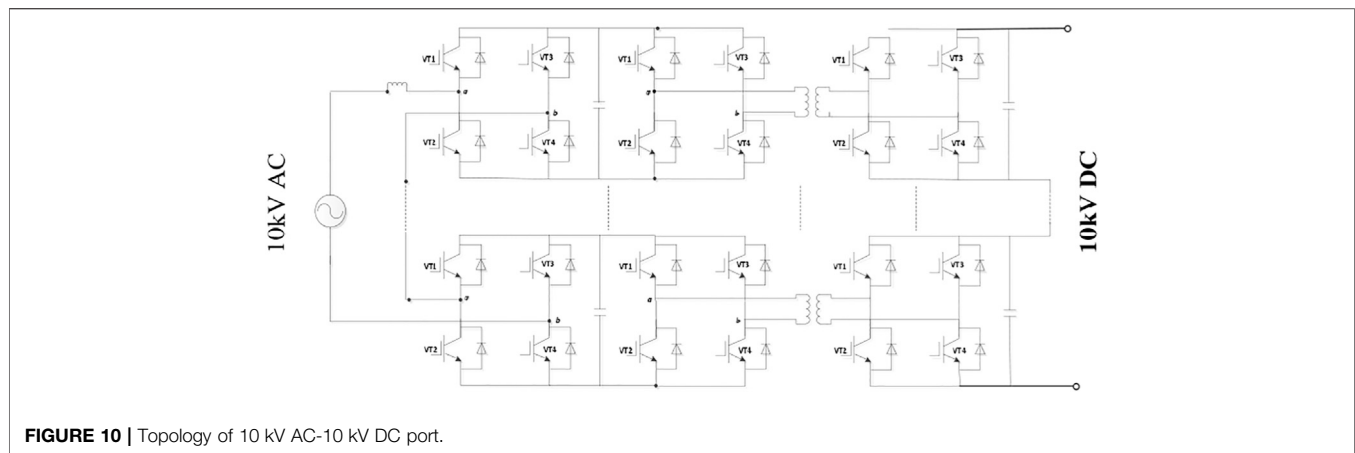 VT1
VT3
VT1
VT3
VT1
VT3
a
a
b
b
VT2
VT4
VT2
VT4
VT2
VT4
10kV AC
10kV DC
VT1
VT3
VT1
VT3
VT1
VT3
a
a
b
b
VT2
VT4
VT2
VT4
VT2
VT4
FIGURE 10 | Topology of 10 kV AC-10 kV DC port.